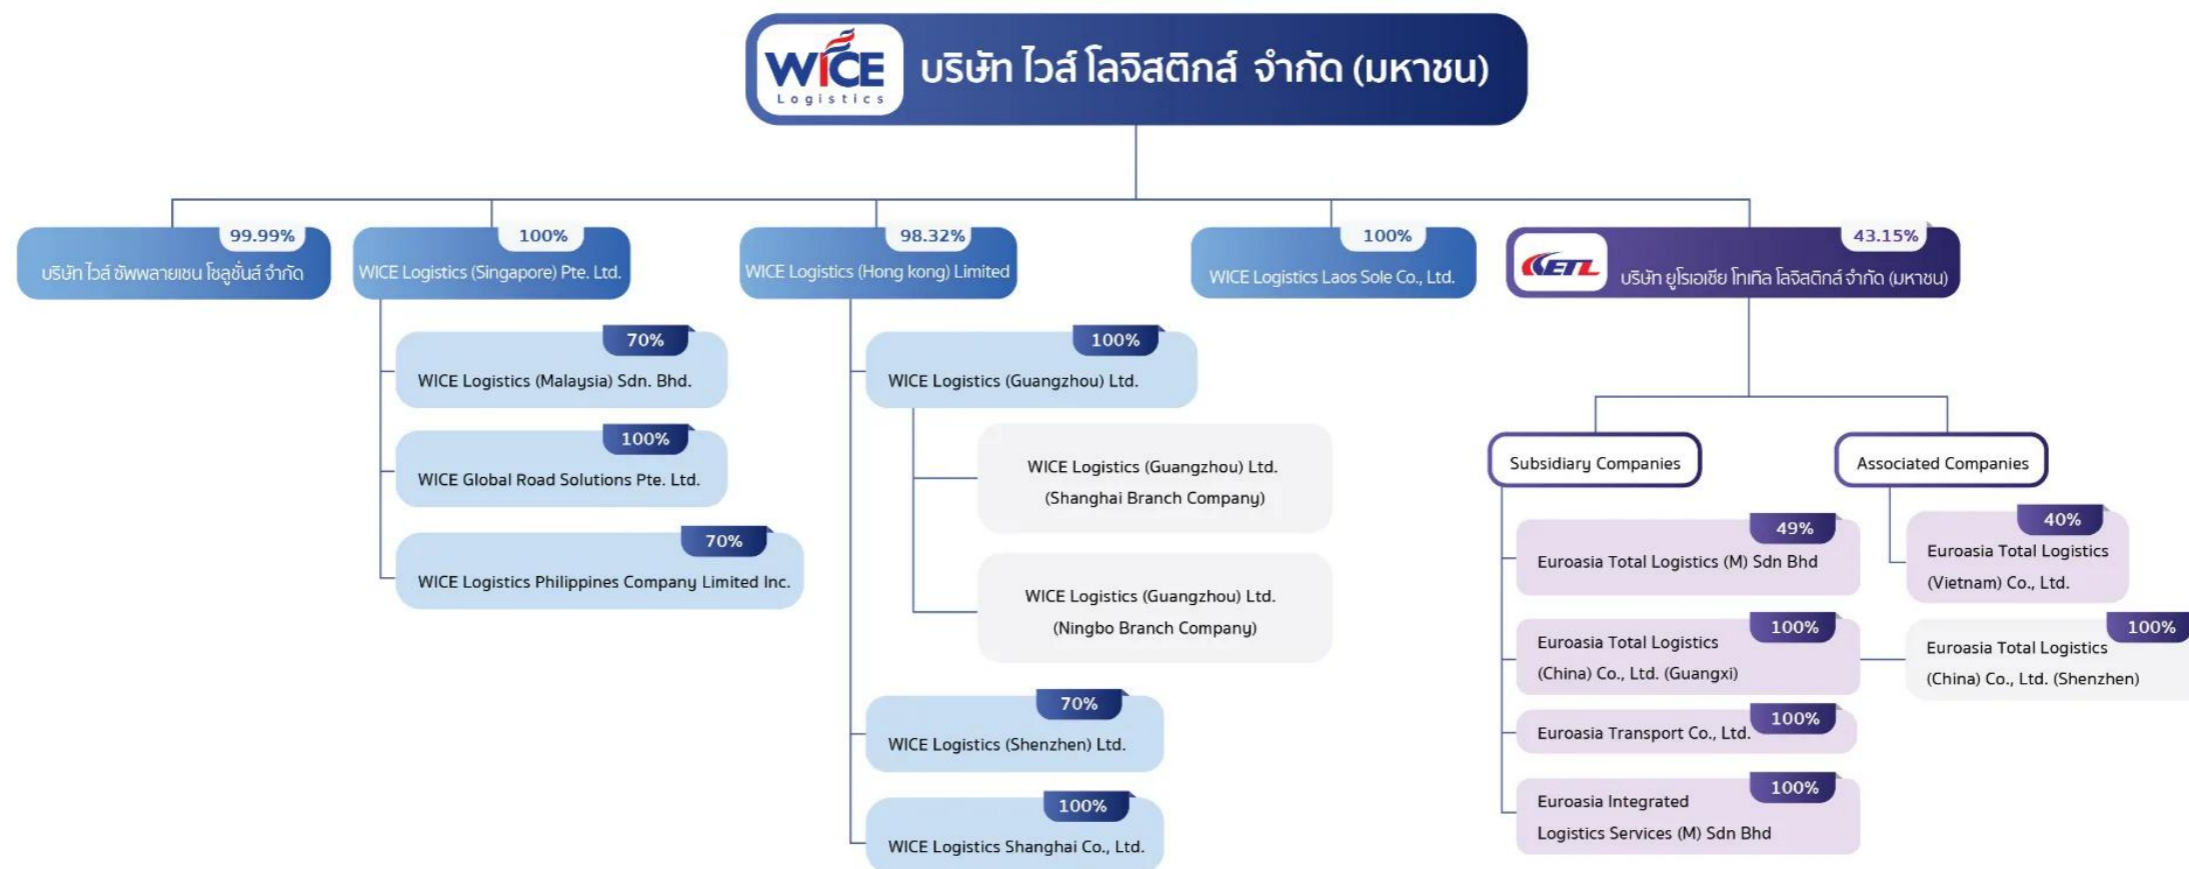 WICE
Logistics
บริษัท ไวส์ โลจิสติกส์ จำกัด (มหาชน)
99.99%
บริษัท ไวส์ ซัพพลายเชน โซลูชั่นส์ จำกัด
100%
WICE Logistics (Singapore) Pte. Ltd.
70%
WICE Logistics (Malaysia) Sdn. Bhd.
100%
WICE Global Road Solutions Pte. Ltd.
70%
WICE Logistics Philippines Company Limited Inc.
98.32%
WICE Logistics (Hong kong) Limited
100%
WICE Logistics (Guangzhou) Ltd.
WICE Logistics (Guangzhou) Ltd.
(Shanghai Branch Company)
WICE Logistics (Guangzhou) Ltd.
(Ningbo Branch Company)
70%
WICE Logistics (Shenzhen) Ltd.
100%
WICE Logistics Shanghai Co., Ltd.
100%
WICE Logistics Laos Sole Co., Ltd.
43.15%
ETL
บริษัท ยูโรเอเชีย โทเทิล โลจิสติกส์ จำกัด (มหาชน)
Subsidiary Companies
49%
Euroasia Total Logistics (M) Sdn Bhd
100%
Euroasia Total Logistics
(China) Co., Ltd. (Guangxi)
100%
Euroasia Transport Co., Ltd.
100%
Euroasia Integrated
Logistics Services (M) Sdn Bhd
Associated Companies
40%
Euroasia Total Logistics
(Vietnam) Co., Ltd.
100%
Euroasia Total Logistics
(China) Co., Ltd. (Shenzhen)